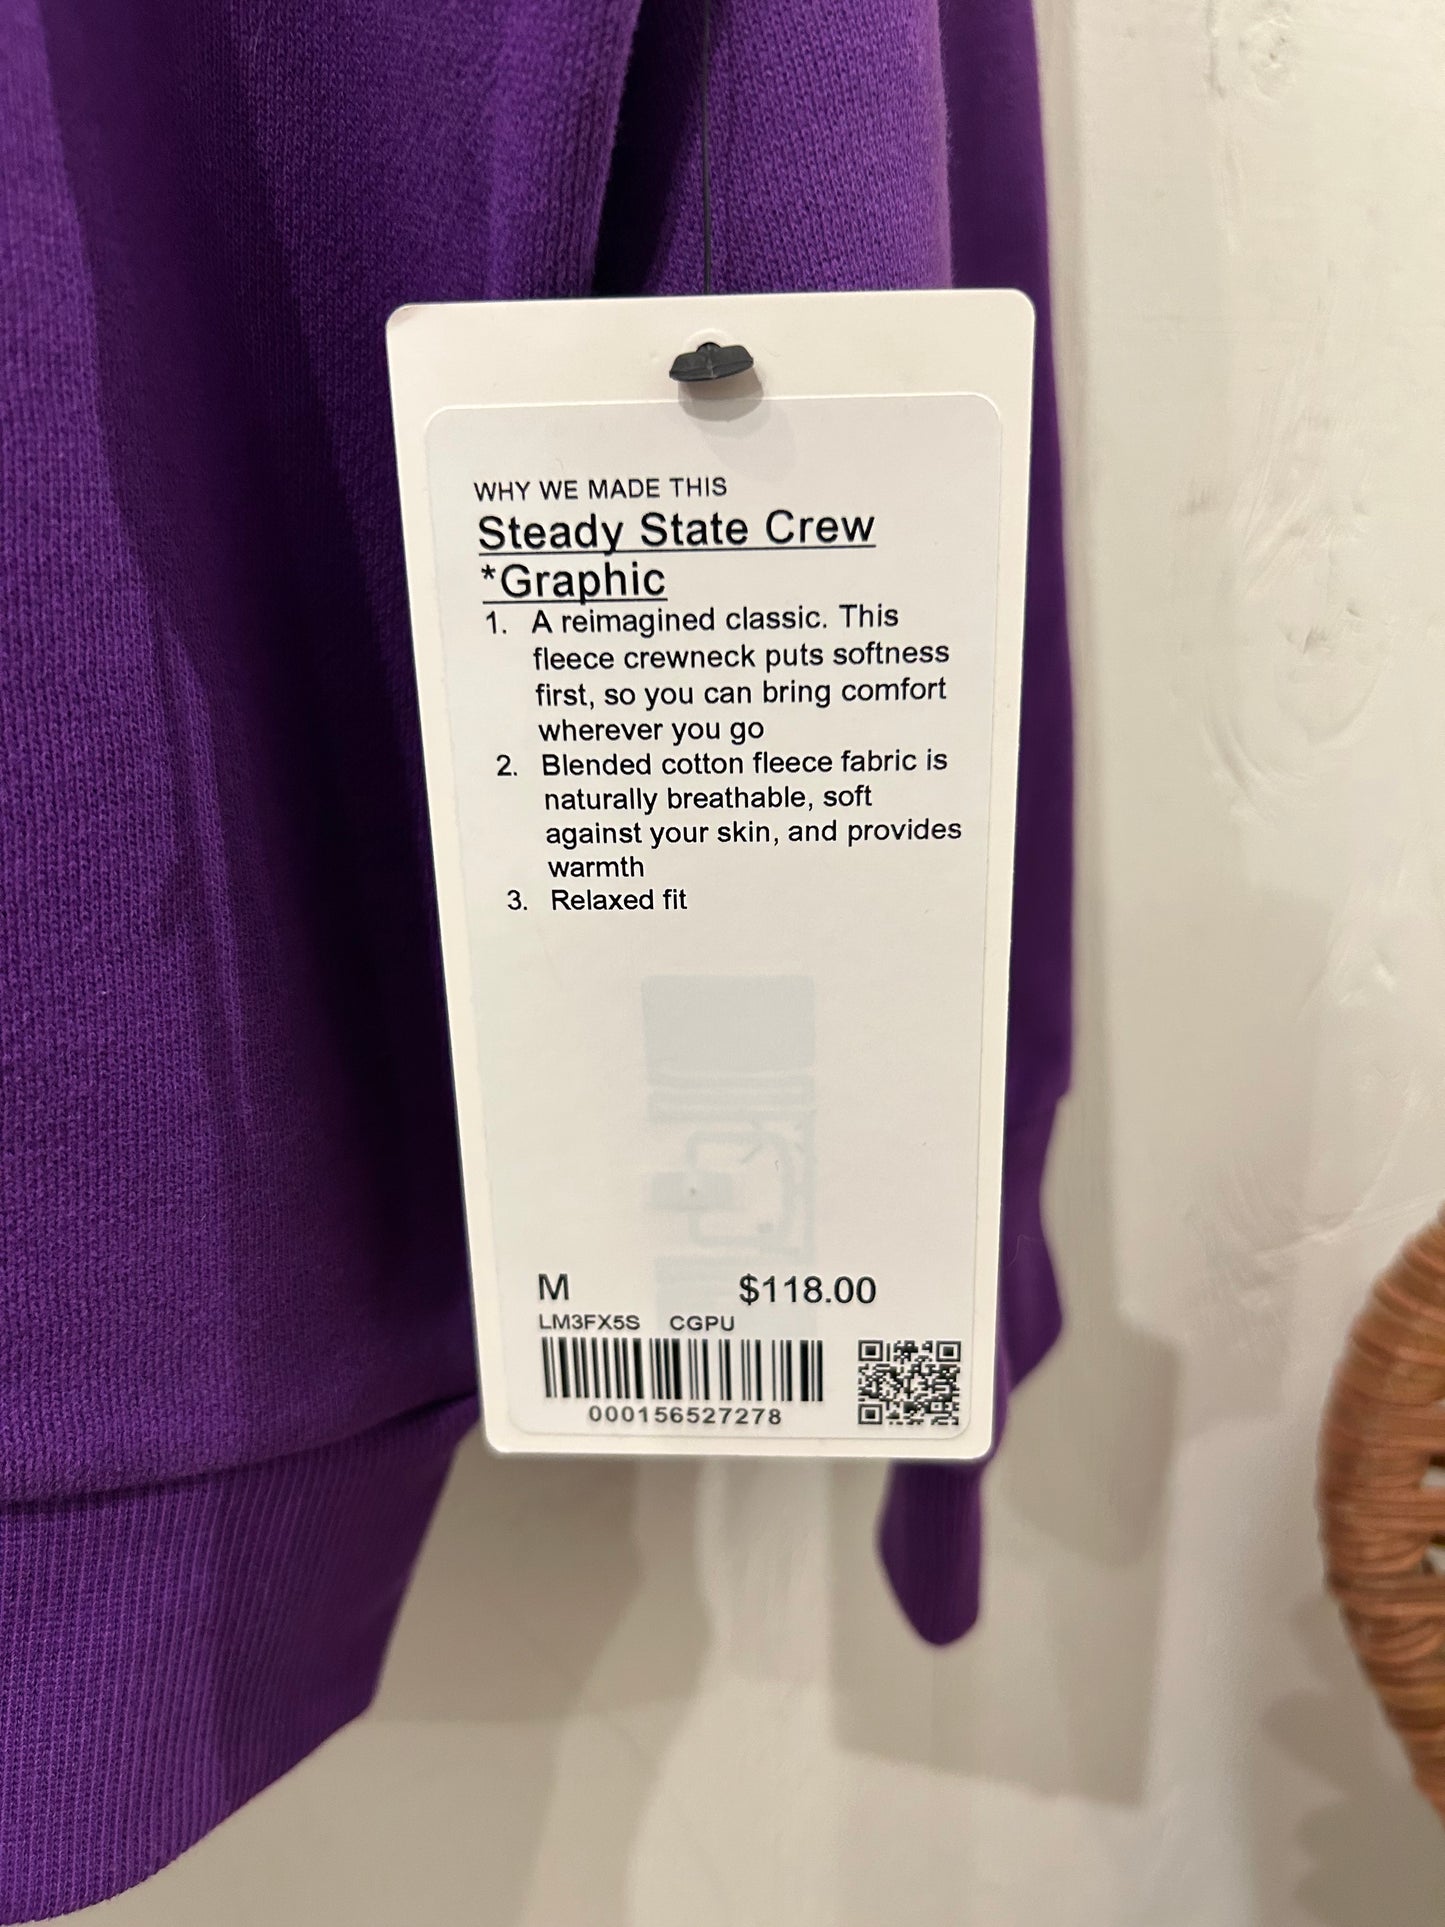 WHY WE MADE THIS
Steady State Crew
*Graphic
1. A reimagined classic. This
fleece crewneck puts softness
first, so you can bring comfort
wherever you go
2. Blended cotton fleece fabric is
naturally breathable, soft
against your skin, and provides
warmth
3. Relaxed fit
M $118.00
LM3FX5S CGPU
000156527278